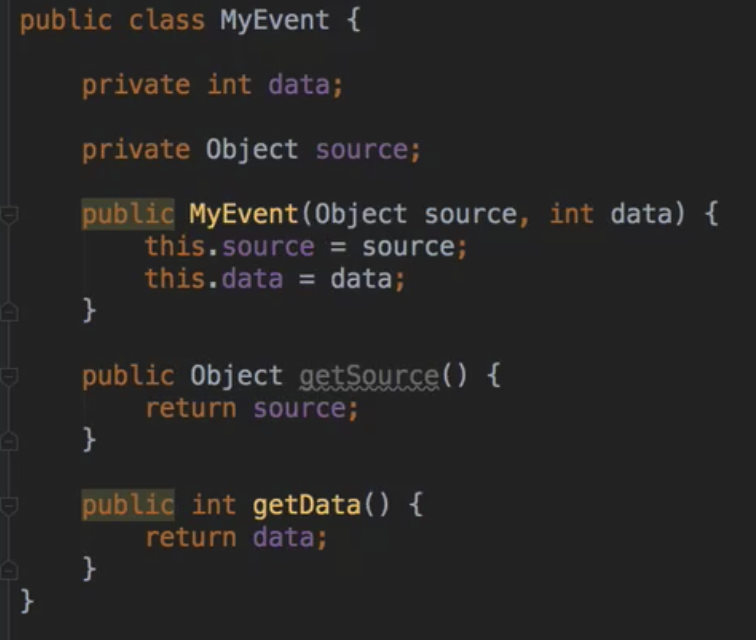 public class MyEvent {
private int data;
private Object source;
public MyEvent(Object source, int data) {
this.source = source;
this.data = data;
}
public Object getSource() {
return source;
}
public int getData() {
return data;
}
}